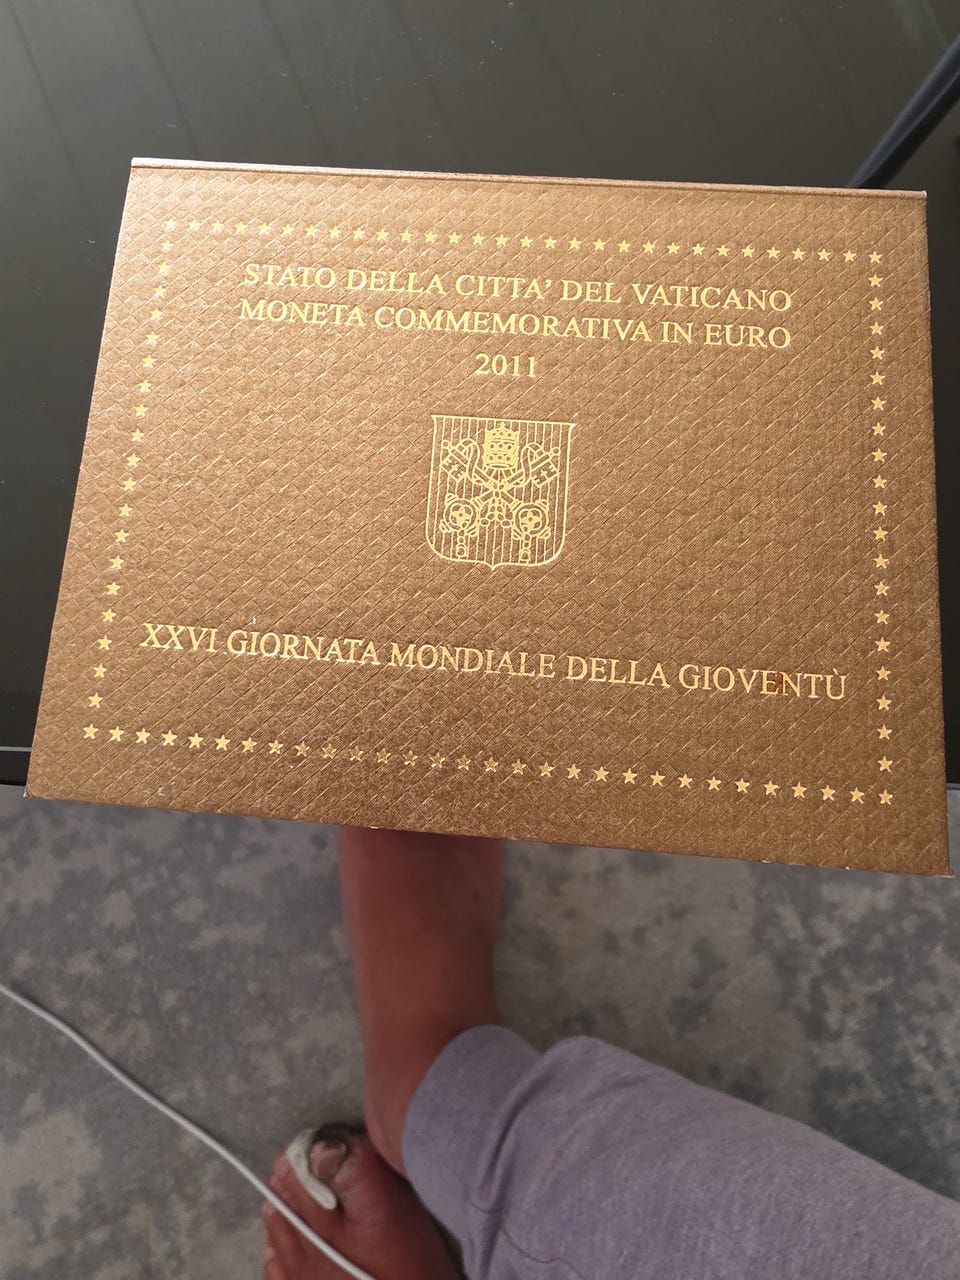 STATO DELLA CITTA' DEL VATICANO
MONETA COMMEMORATIVA IN EURO
2011
XXVI GIORNATA MONDIALE DELLA GIOVENTÙ